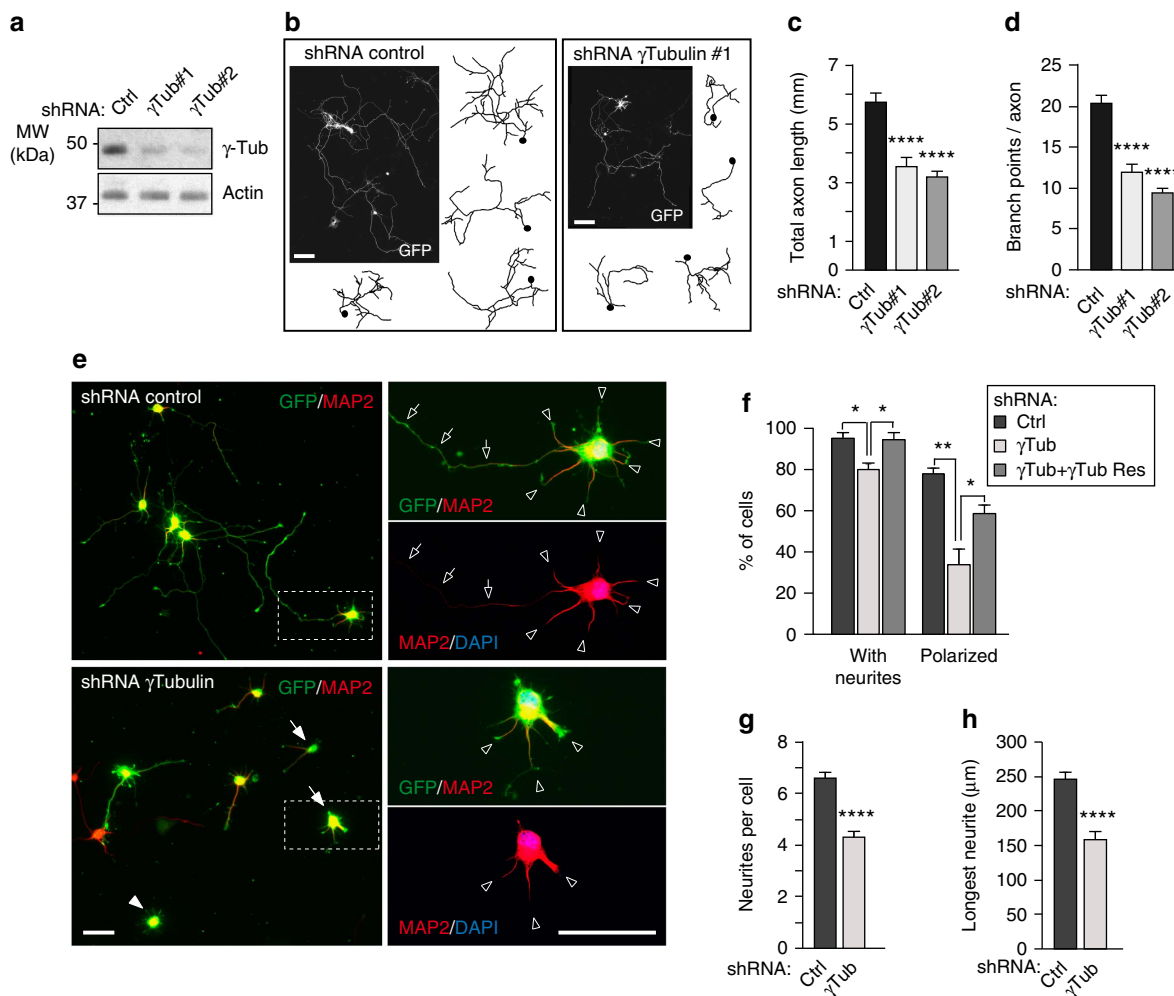 a
shRNA: Ctrl γTub#1 γTub#2
MW
(kDa)
50
37
γ-Tub
Actin
b
shRNA control
GFP
shRNA γTubulin #1
GFP
c
Total axon length (mm)
7
6
5
4
3
2
1
0
****
****
shRNA: Ctrl γTub#1 γTub#2
d
Branch points / axon
25
20
15
10
5
0
****
****
shRNA: Ctrl γTub#1 γTub#2
e
shRNA control
GFP/MAP2
GFP/MAP2
MAP2/DAPI
shRNA γTubulin
GFP/MAP2
GFP/MAP2
MAP2/DAPI
f
shRNA:
Ctrl
γTub
γTub+γTub Res
% of cells
100
80
60
40
20
0
* *
** *
With
neurites
Polarized
g
Neurites per cell
8
6
4
2
0
****
shRNA: Ctrl γTub
h
Longest neurite (µm)
300
250
200
150
100
50
0
****
shRNA: Ctrl γTub